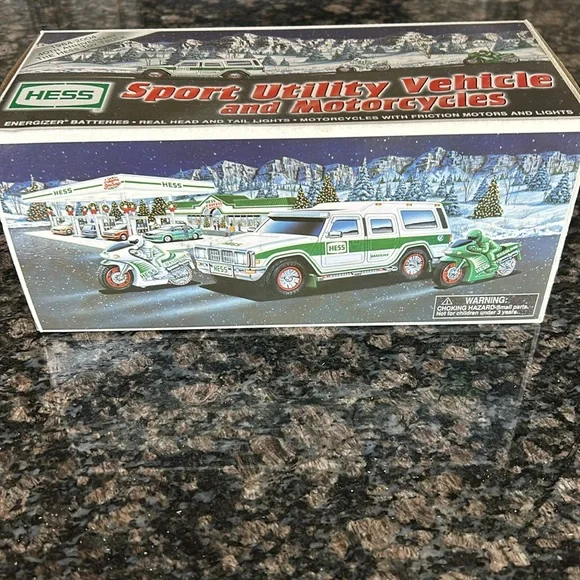 HESS
Sport Utility Vehicle
and Motorcycles
ENERGIZER® BATTERIES • REAL HEAD AND TAIL LIGHTS • MOTORCYCLES WITH FRICTION MOTORS AND LIGHTS
HESS
HESS
HESS
HESS
WARNING:
CHOKING HAZARD-Small parts.
Not for children under 3 years.